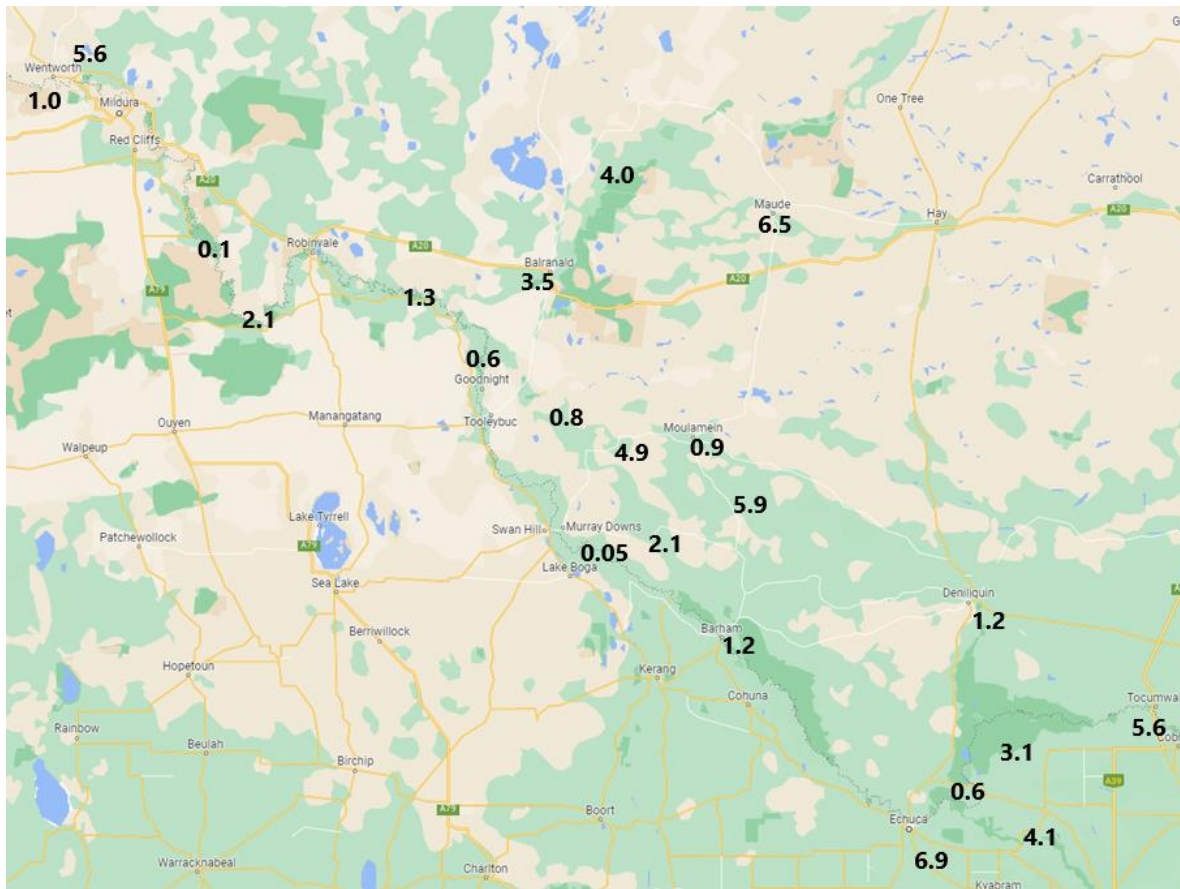 5.6
Wentworth
1.0
Mildura
One Tree
Red Cliffs
A20
4.0
Carrathool
Maude
A20
Hay
6.5
0.1
Robinvale
A20
Balranald
3.5
A20
A79
1.3
2.1
0.6
Goodnight
0.8
Manangatang
Tooleybuc
Ouyen
Moulamein
0.9
4.9
Walpeup
5.9
Lake Tyrrell
Swan Hill
Murray Downs
Patchewollock
A79
0.05
2.1
Lake Boga
Sea Lake
Deniliquin
1.2
Berriwillock
Barham
1.2
Hopetoun
Kerang
Cohuna
Tocumwal
Rainbow
5.6
Beulah
3.1
Birchip
A39
0.6
A79
Boort
Echuca
4.1
6.9
Warracknabeal
Charlton
Kyabram